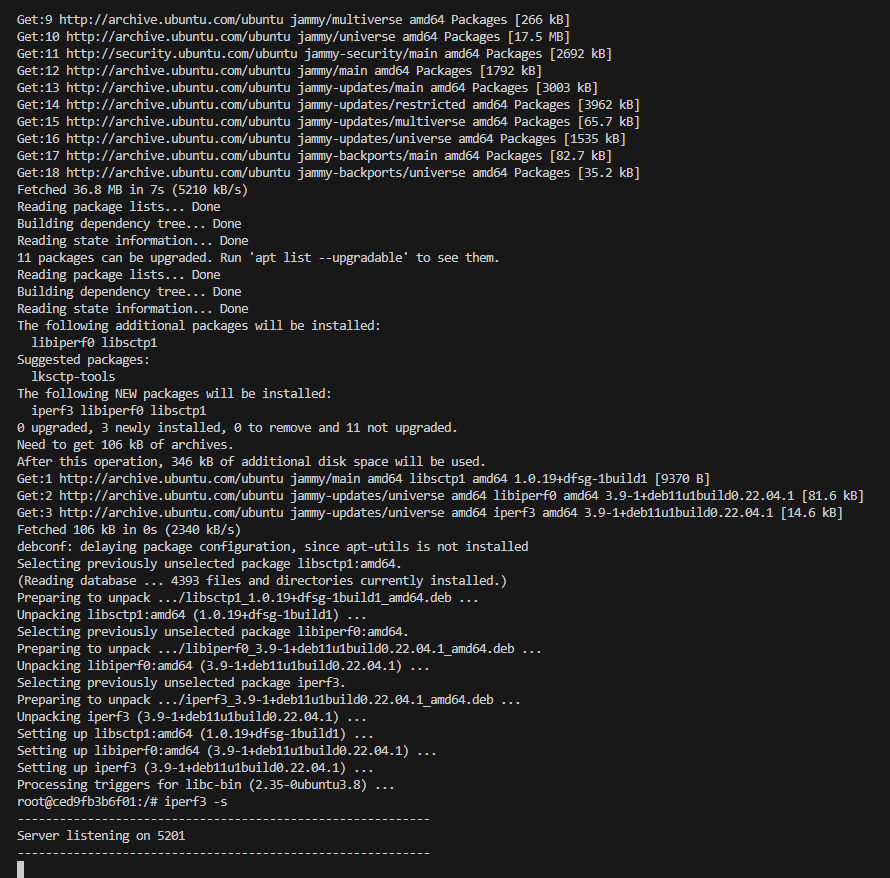 Get:9 http://archive.ubuntu.com/ubuntu jammy/multiverse amd64 Packages [266 kB]
Get:10 http://archive.ubuntu.com/ubuntu jammy/universe amd64 Packages [17.5 MB]
Get:11 http://security.ubuntu.com/ubuntu jammy-security/main amd64 Packages [2692 kB]
Get:12 http://archive.ubuntu.com/ubuntu jammy/main amd64 Packages [1792 kB]
Get:13 http://archive.ubuntu.com/ubuntu jammy-updates/main amd64 Packages [3003 kB]
Get:14 http://archive.ubuntu.com/ubuntu jammy-updates/restricted amd64 Packages [3962 kB]
Get:15 http://archive.ubuntu.com/ubuntu jammy-updates/multiverse amd64 Packages [65.7 kB]
Get:16 http://archive.ubuntu.com/ubuntu jammy-updates/universe amd64 Packages [1535 kB]
Get:17 http://archive.ubuntu.com/ubuntu jammy-backports/main amd64 Packages [82.7 kB]
Get:18 http://archive.ubuntu.com/ubuntu jammy-backports/universe amd64 Packages [35.2 kB]
Fetched 36.8 MB in 7s (5210 kB/s)
Reading package lists... Done
Building dependency tree... Done
Reading state information... Done
11 packages can be upgraded. Run 'apt list --upgradable' to see them.
Reading package lists... Done
Building dependency tree... Done
Reading state information... Done
The following additional packages will be installed:
  libiperf0 libsctp1
Suggested packages:
  lksctp-tools
The following NEW packages will be installed:
  iperf3 libiperf0 libsctp1
0 upgraded, 3 newly installed, 0 to remove and 11 not upgraded.
Need to get 106 kB of archives.
After this operation, 346 kB of additional disk space will be used.
Get:1 http://archive.ubuntu.com/ubuntu jammy/main amd64 libsctp1 amd64 1.0.19+dfsg-1build1 [9370 B]
Get:2 http://archive.ubuntu.com/ubuntu jammy-updates/universe amd64 libiperf0 amd64 3.9-1+deb11u1build0.22.04.1 [81.6 kB]
Get:3 http://archive.ubuntu.com/ubuntu jammy-updates/universe amd64 iperf3 amd64 3.9-1+deb11u1build0.22.04.1 [14.6 kB]
Fetched 106 kB in 0s (2340 kB/s)
debconf: delaying package configuration, since apt-utils is not installed
Selecting previously unselected package libsctp1:amd64.
(Reading database ... 4393 files and directories currently installed.)
Preparing to unpack .../libsctp1_1.0.19+dfsg-1build1_amd64.deb ...
Unpacking libsctp1:amd64 (1.0.19+dfsg-1build1) ...
Selecting previously unselected package libiperf0:amd64.
Preparing to unpack .../libiperf0_3.9-1+deb11u1build0.22.04.1_amd64.deb ...
Unpacking libiperf0:amd64 (3.9-1+deb11u1build0.22.04.1) ...
Selecting previously unselected package iperf3.
Preparing to unpack .../iperf3_3.9-1+deb11u1build0.22.04.1_amd64.deb ...
Unpacking iperf3 (3.9-1+deb11u1build0.22.04.1) ...
Setting up libsctp1:amd64 (1.0.19+dfsg-1build1) ...
Setting up libiperf0:amd64 (3.9-1+deb11u1build0.22.04.1) ...
Setting up iperf3 (3.9-1+deb11u1build0.22.04.1) ...
Processing triggers for libc-bin (2.35-0ubuntu3.8) ...
root@ced9fb3b6f01:/# iperf3 -s
-----------------------------------------------------------
Server listening on 5201
-----------------------------------------------------------